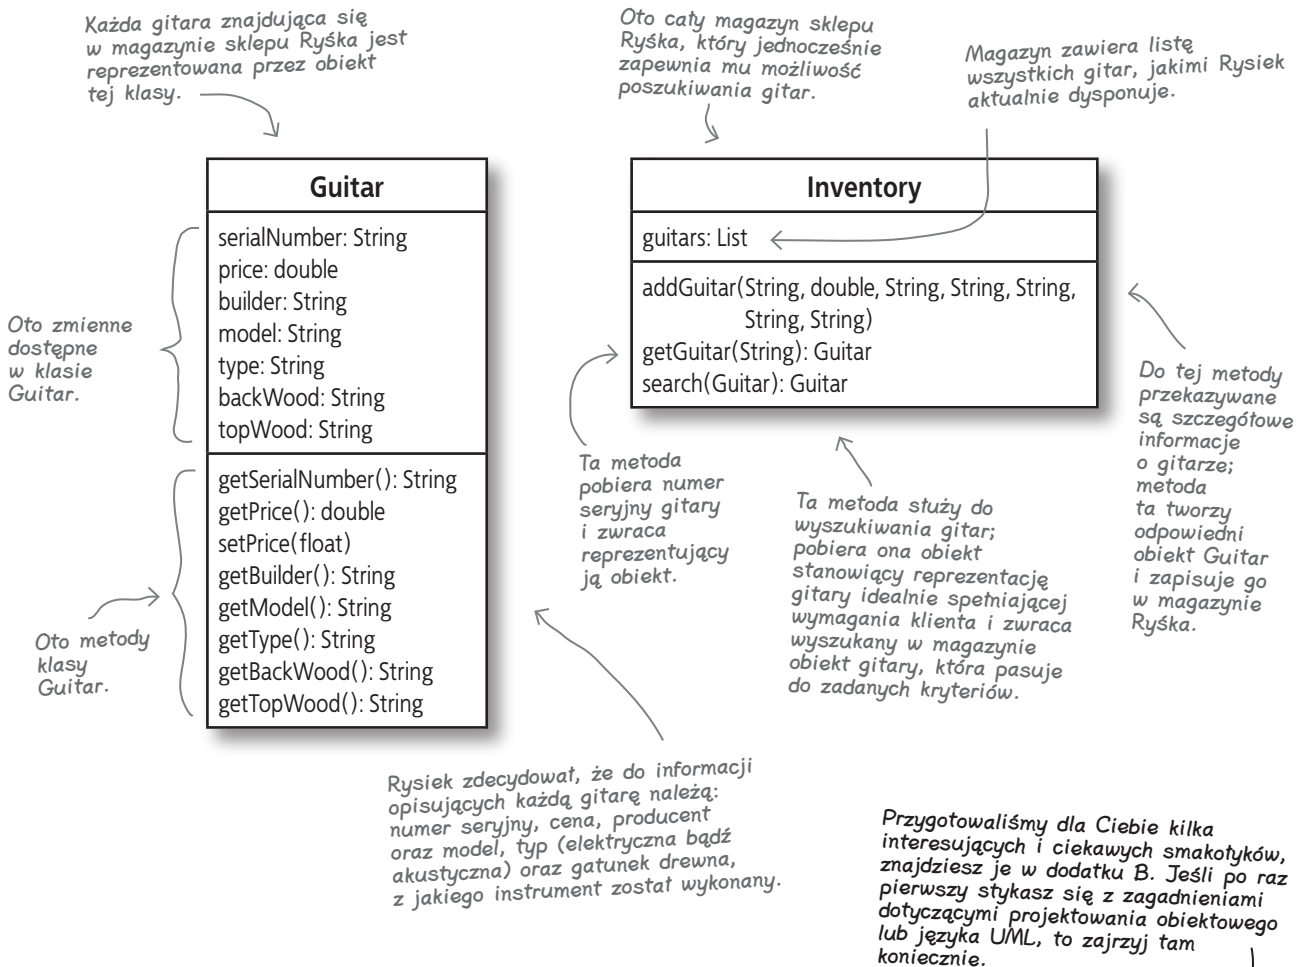 Każda gitara znajdująca się
w magazynie sklepu Ryśka jest
reprezentowana przez obiekt
tej klasy.
Oto cały magazyn sklepu
Ryśka, który jednocześnie
zapewnia mu możliwość
poszukiwania gitar.
Magazyn zawiera listę
wszystkich gitar, jakimi Rysiek
aktualnie dysponuje.
Guitar
serialNumber: String
price: double
builder: String
model: String
type: String
backWood: String
topWood: String
getSerialNumber(): String
getPrice(): double
setPrice(float)
getBuilder(): String
getModel(): String
getType(): String
getBackWood(): String
getTopWood(): String
Oto zmienne
dostępne
w klasie
Guitar.
Oto metody
klasy
Guitar.
Inventory
guitars: List
addGuitar(String, double, String, String, String,
String, String)
getGuitar(String): Guitar
search(Guitar): Guitar
Ta metoda
pobiera numer
seryjny gitary
i zwraca
reprezentujący
ją obiekt.
Ta metoda służy do
wyszukiwania gitar;
pobiera ona obiekt
stanowiący reprezentację
gitary idealnie spełniającej
wymagania klienta i zwraca
wyszukany w magazynie
obiekt gitary, która pasuje
do zadanych kryteriów.
Do tej metody
przekazywane
są szczegółowe
informacje
o gitarze;
metoda
ta tworzy
odpowiedni
obiekt Guitar
i zapisuje go
w magazynie
Ryśka.
Rysiek zdecydował, że do informacji
opisujących każdą gitarę należą:
numer seryjny, cena, producent
oraz model, typ (elektryczna bądź
akustyczna) oraz gatunek drewna,
z jakiego instrument został wykonany.
Przygotowaliśmy dla Ciebie kilka
interesujących i ciekawych smakołyków,
znajdziesz je w dodatku B. Jeśli po raz
pierwszy stykasz się z zagadnieniami
dotyczącymi projektowania obiektowego
lub języka UML, to zajrzyj tam
koniecznie.